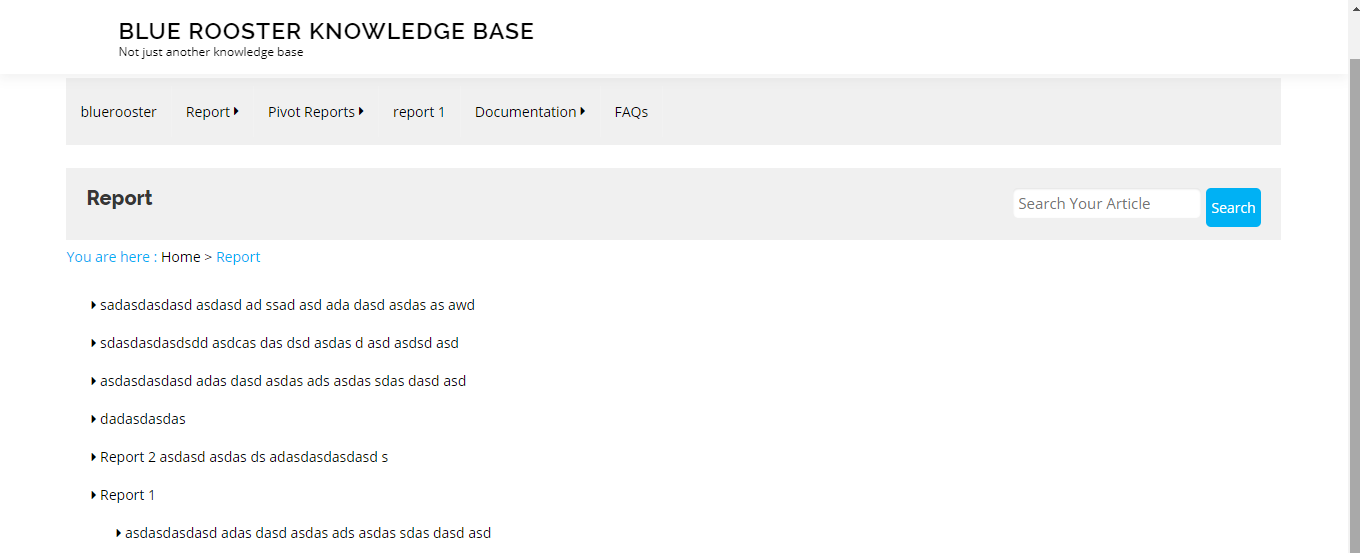 BLUE ROOSTER KNOWLEDGE BASE
Not just another knowledge base
bluerooster Report Pivot Reports report 1 Documentation FAQs
Report Search Your Article Search
You are here : Home > Report
sadasdasdasd asdasd ad ssad asd ada dasd asdas as awd
sdasdasdasdsdd asdcas das dsd asdas d asd asdsd asd
asdasdasdasd adas dasd asdas ads asdas sdas dasd asd
dadasdasdas
Report 2 asdasd asdas ds adasdasdasdasd s
Report 1
asdasdasdasd adas dasd asdas ads asdas sdas dasd asd